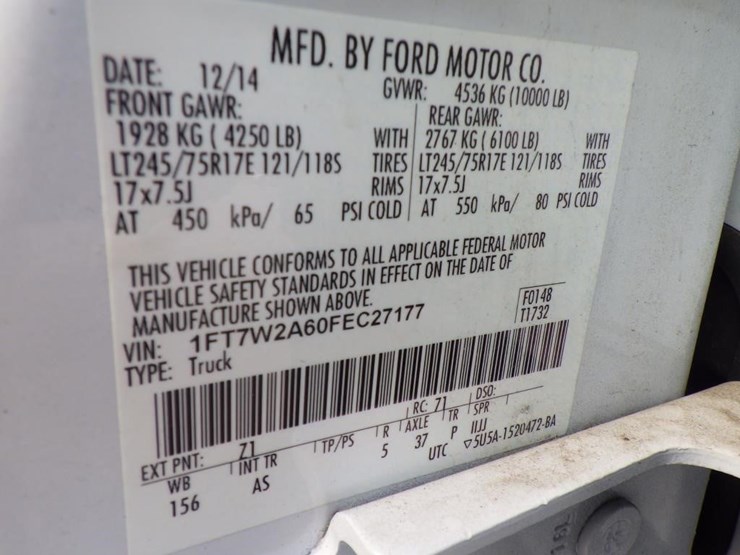 MFD. BY FORD MOTOR CO.
DATE: 12/14 GVWR: 4536 KG (10000 LB)
FRONT GAWR: REAR GAWR:
1928 KG ( 4250 LB) WITH 2767 KG ( 6100 LB) WITH
LT245/75R17E 121/118S TIRES LT245/75R17E 121/118S TIRES
17x7.5J RIMS 17x7.5J RIMS
AT 450 kPa/ 65 PSI COLD AT 550 kPa/ 80 PSI COLD
THIS VEHICLE CONFORMS TO ALL APPLICABLE FEDERAL MOTOR
VEHICLE SAFETY STANDARDS IN EFFECT ON THE DATE OF
MANUFACTURE SHOWN ABOVE.
VIN: 1FT7W2A60FEC27177 F0148
TYPE: Truck T1732
EXT PNT: Z1 RC: 71 DSO:
WB INT TR TP/PS R AXLE TR SPR
156 AS 5 37 P IIJJ
UTC ▽5U5A-1520472-BA